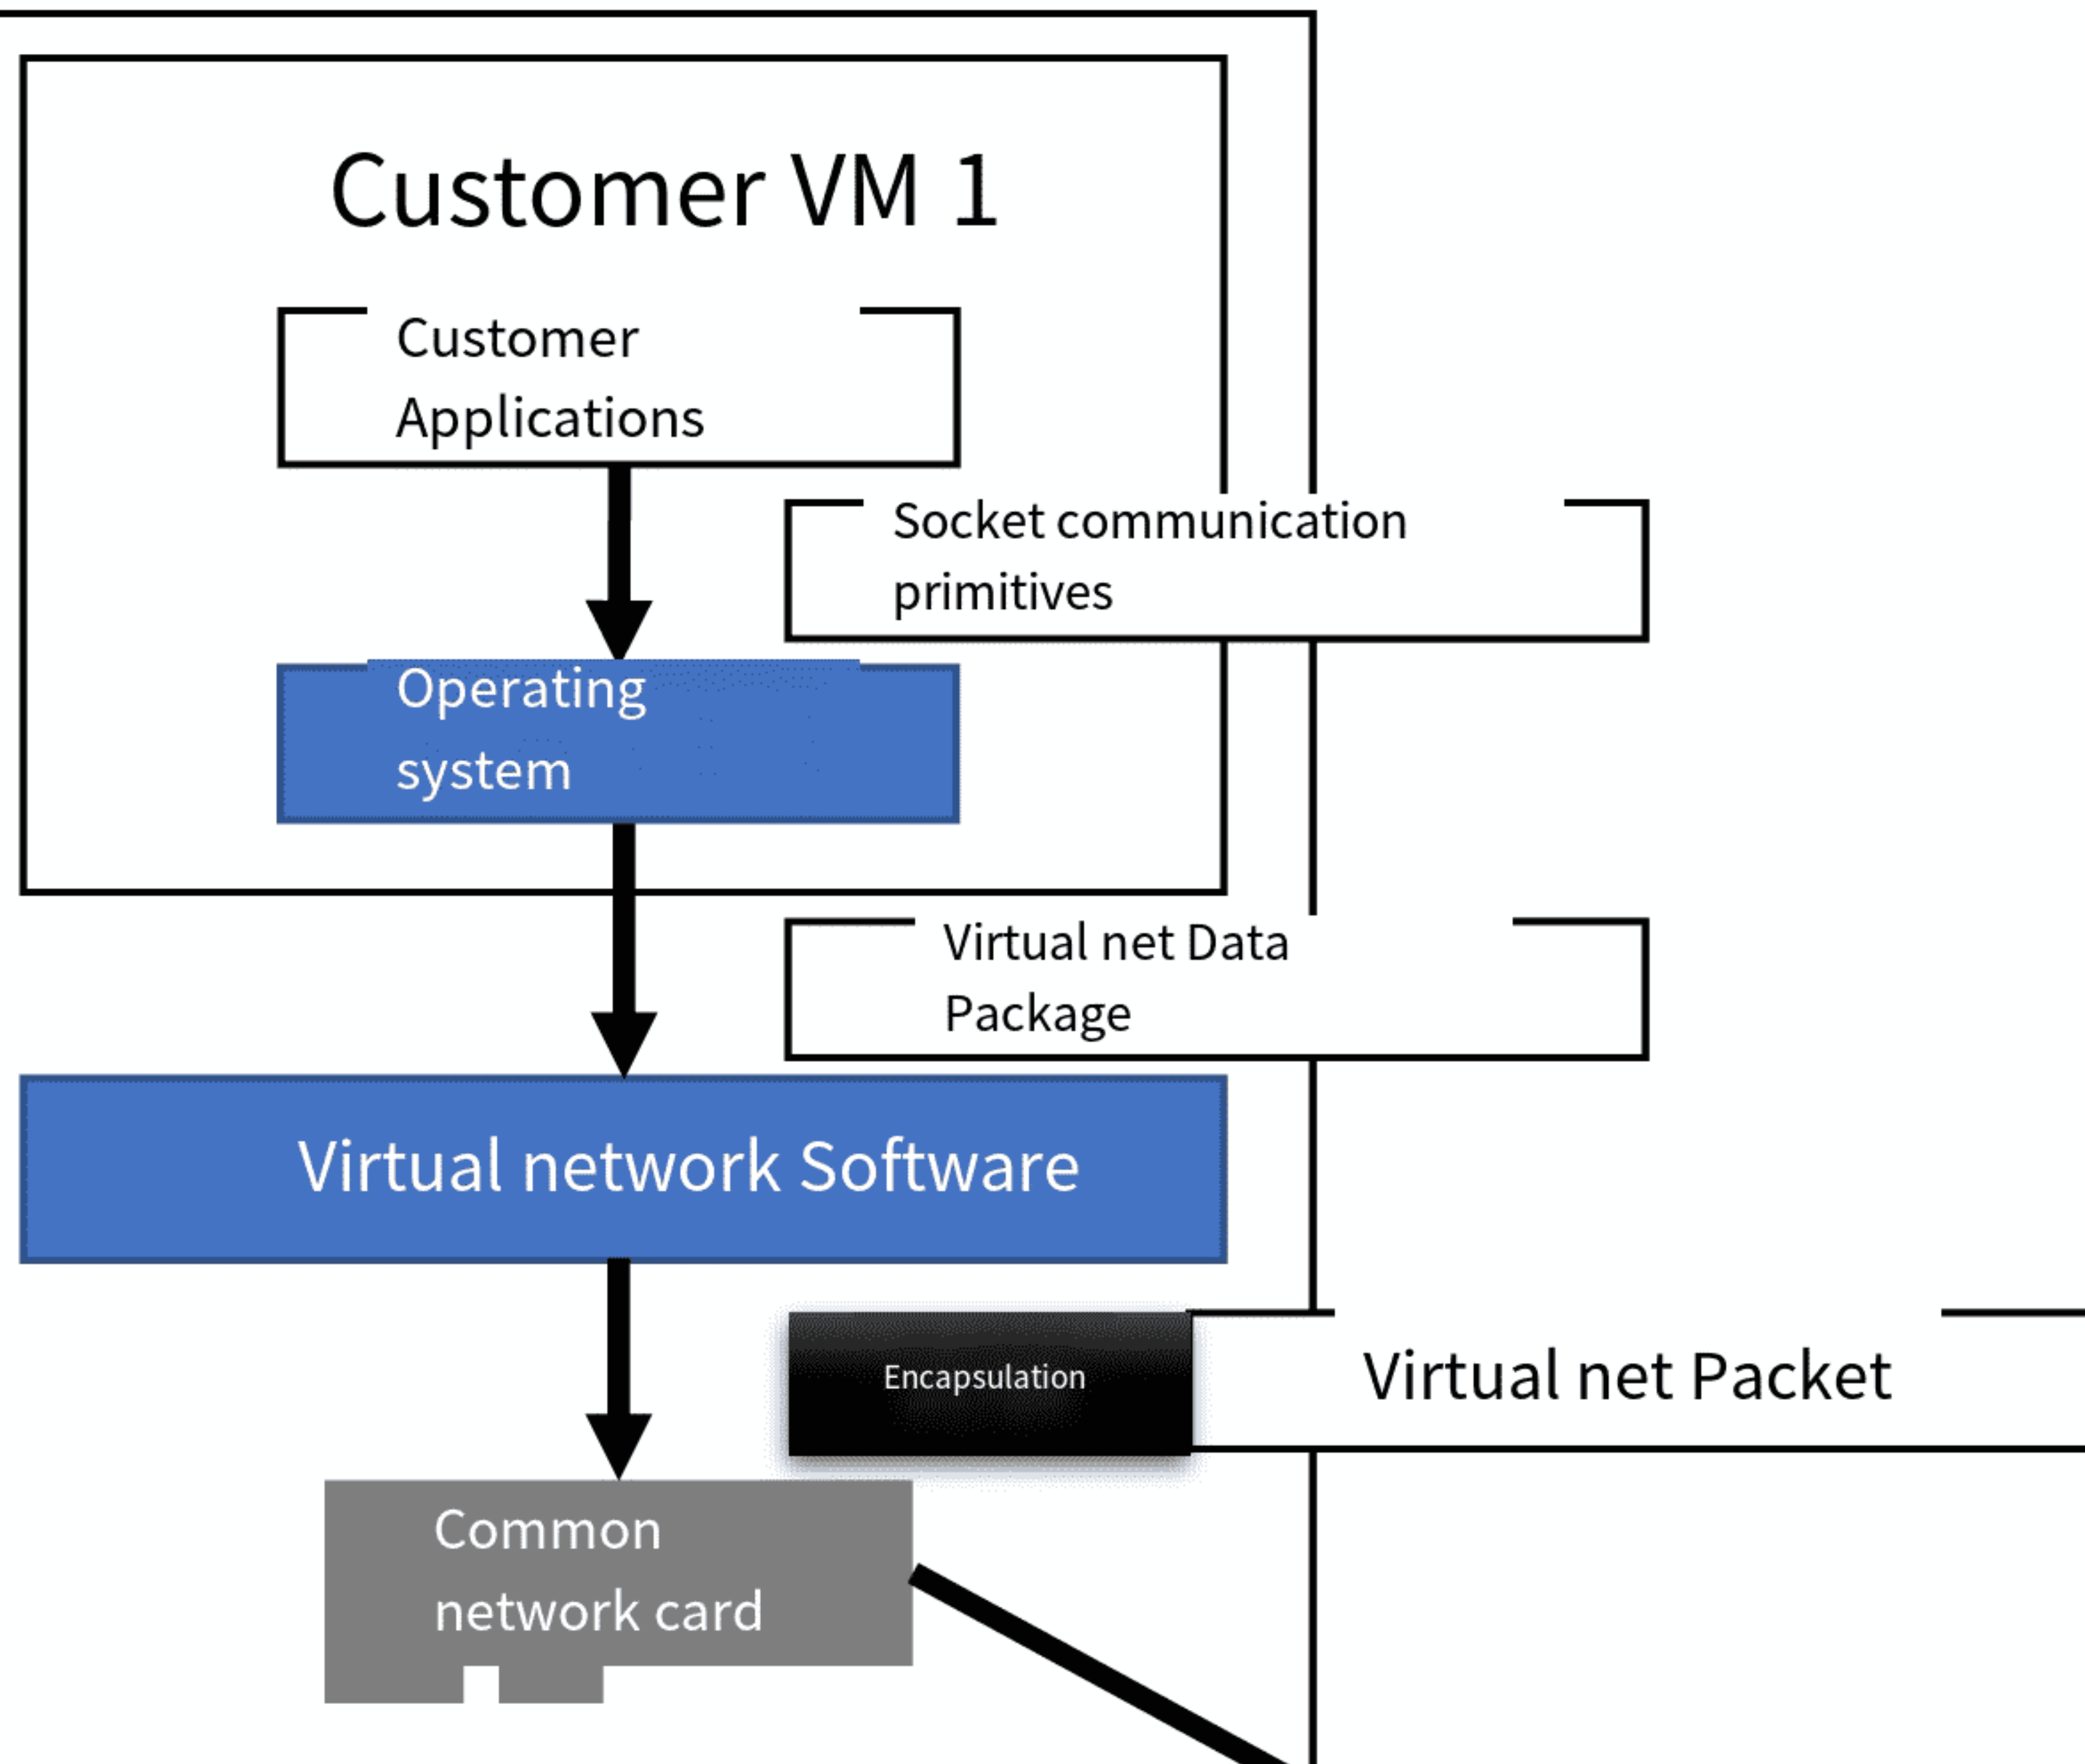 Customer VM 1
Customer
Applications
Socket communication
primitives
Operating
system
Virtual net Data
Package
Virtual network Software
Encapsulation
Virtual net Packet
Common
network card